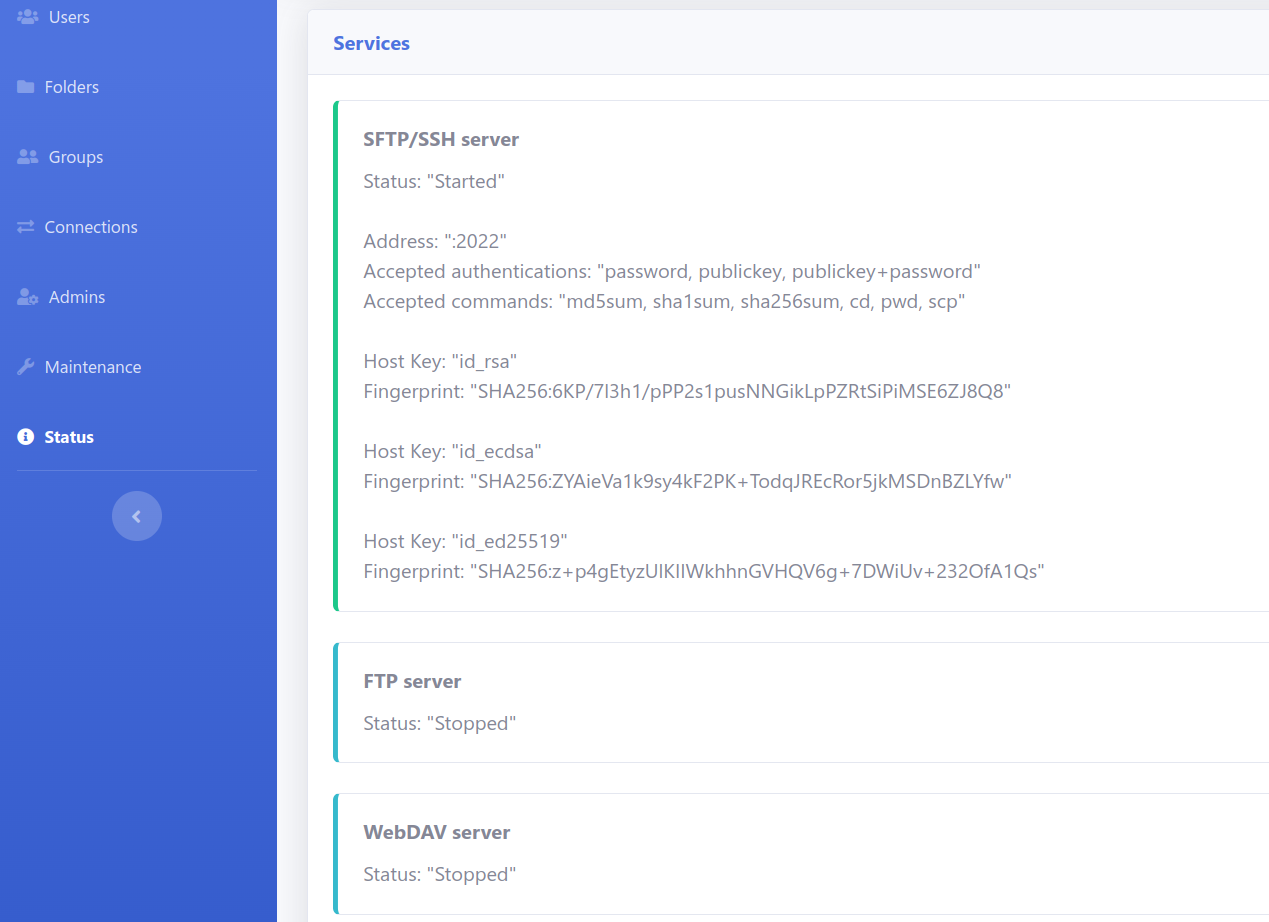 Users
Folders
Groups
Connections
Admins
Maintenance
Status
Services
SFTP/SSH server
Status: "Started"
Address: ":2022"
Accepted authentications: "password, publickey, publickey+password"
Accepted commands: "md5sum, sha1sum, sha256sum, cd, pwd, scp"
Host Key: "id_rsa"
Fingerprint: "SHA256:6KP/7l3h1/pPP2s1pusNNGikLpPZRtSiPiMSE6ZJ8Q8"
Host Key: "id_ecdsa"
Fingerprint: "SHA256:ZYAieVa1k9sy4kF2PK+TodqJREcRor5jkMSDnBZLYfw"
Host Key: "id_ed25519"
Fingerprint: "SHA256:z+p4gEtyzUlKIIWkhhnGVHQV6g+7DWiUv+232OfA1Qs"
FTP server
Status: "Stopped"
WebDAV server
Status: "Stopped"